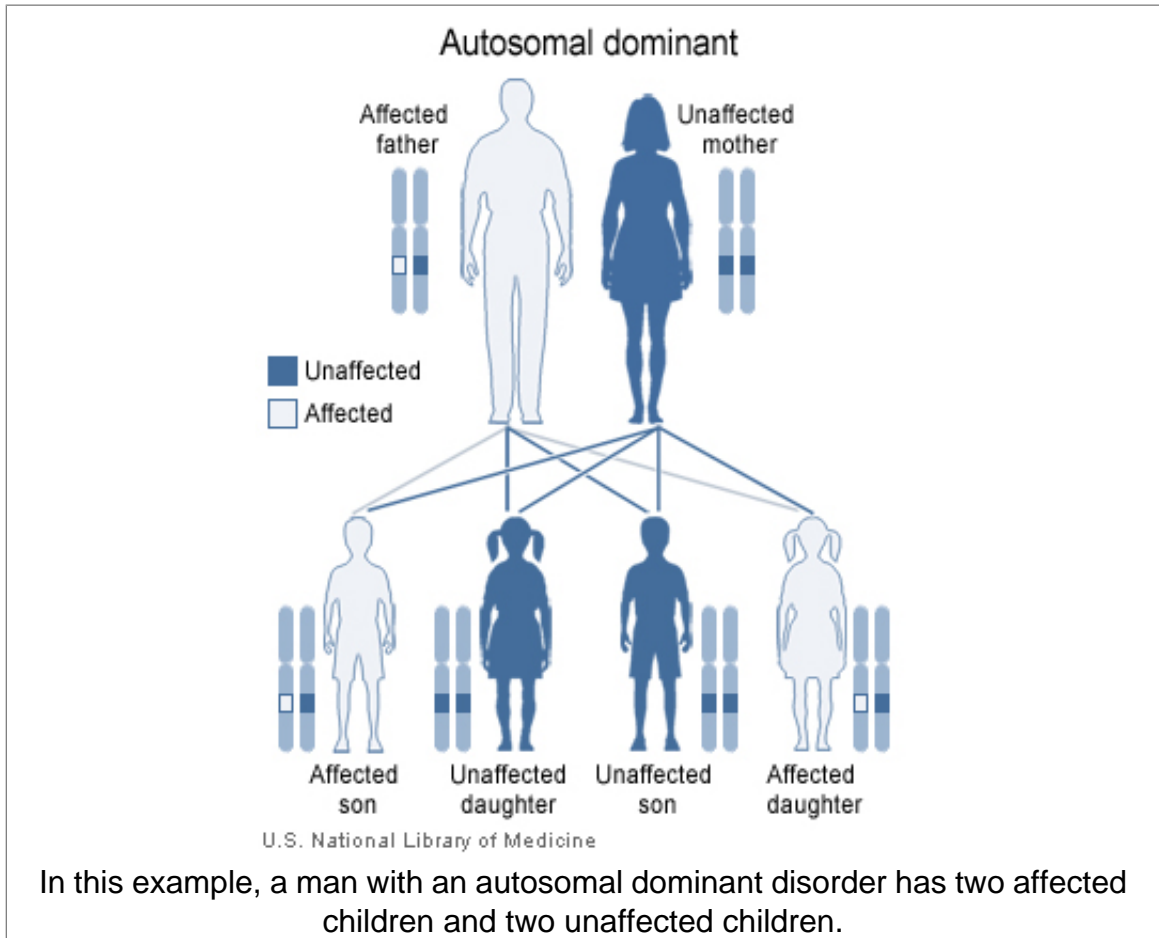 Autosomal dominant
Affected
father
Unaffected
mother
Unaffected
Affected
Affected
son
Unaffected
daughter
Unaffected
son
Affected
daughter
U.S. National Library of Medicine
In this example, a man with an autosomal dominant disorder has two affected
children and two unaffected children.